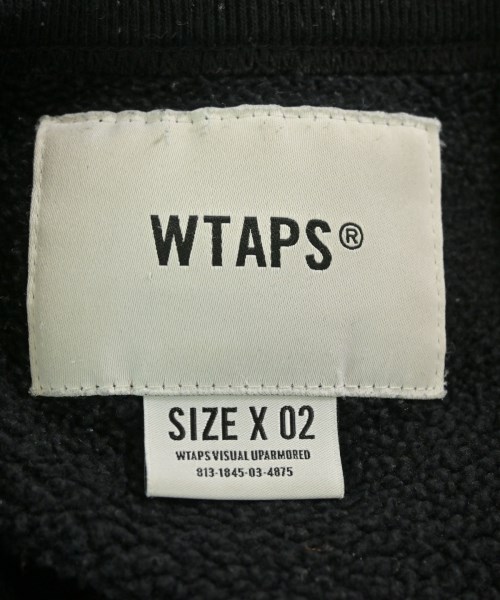 WTAPS®
SIZE X 02
WTAPS VISUAL UPARMORED
813-1845-03-4875